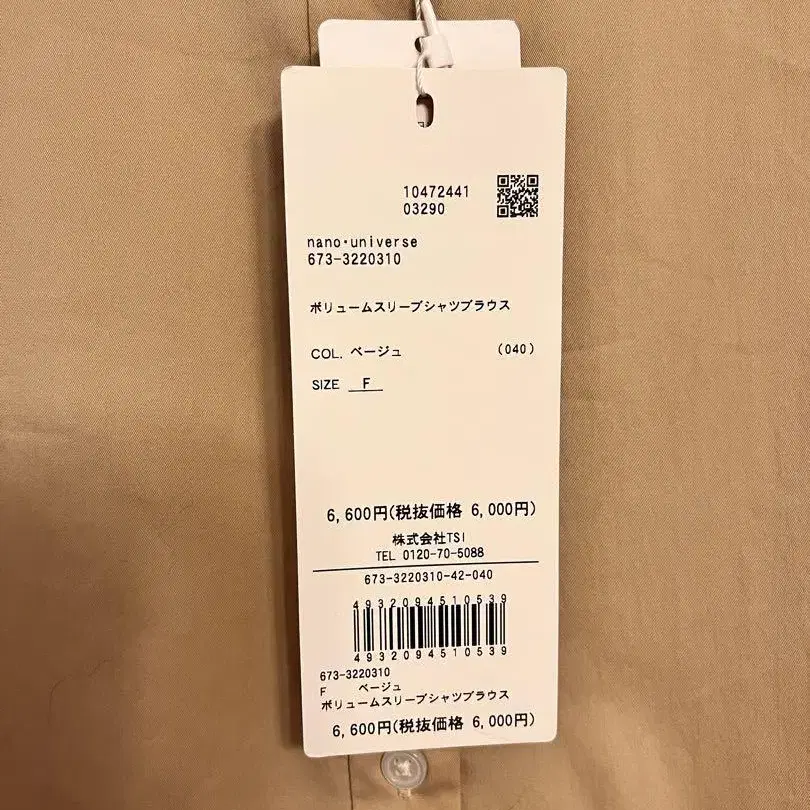 10472441
03290
nano・universe
673-3220310
ボリュームスリーブシャツブラウス
COL. ベージュ (040)
SIZE F
6,600円(税抜価格 6,000円)
株式会社TSI
TEL 0120-70-5088
673-3220310-42-040
4932094510539
4932094510539
673-3220310
F ベージュ
ボリュームスリーブシャツブラウス
6,600円(税抜価格 6,000円)